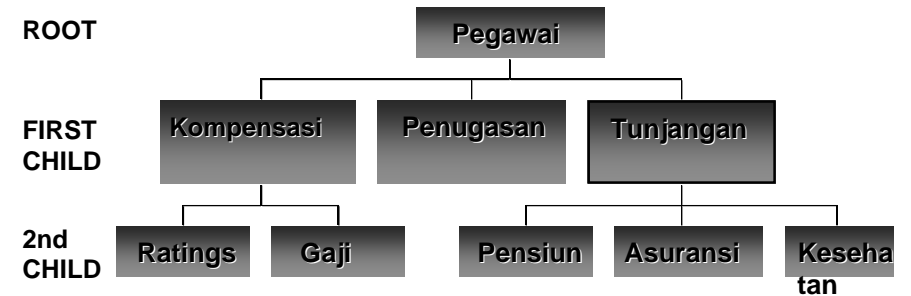 ROOT
Pegawai
FIRST
CHILD
Kompensasi
Penugasan
Tunjangan
2nd
CHILD
Ratings
Gaji
Pensiun
Asuransi
Keseha
tan